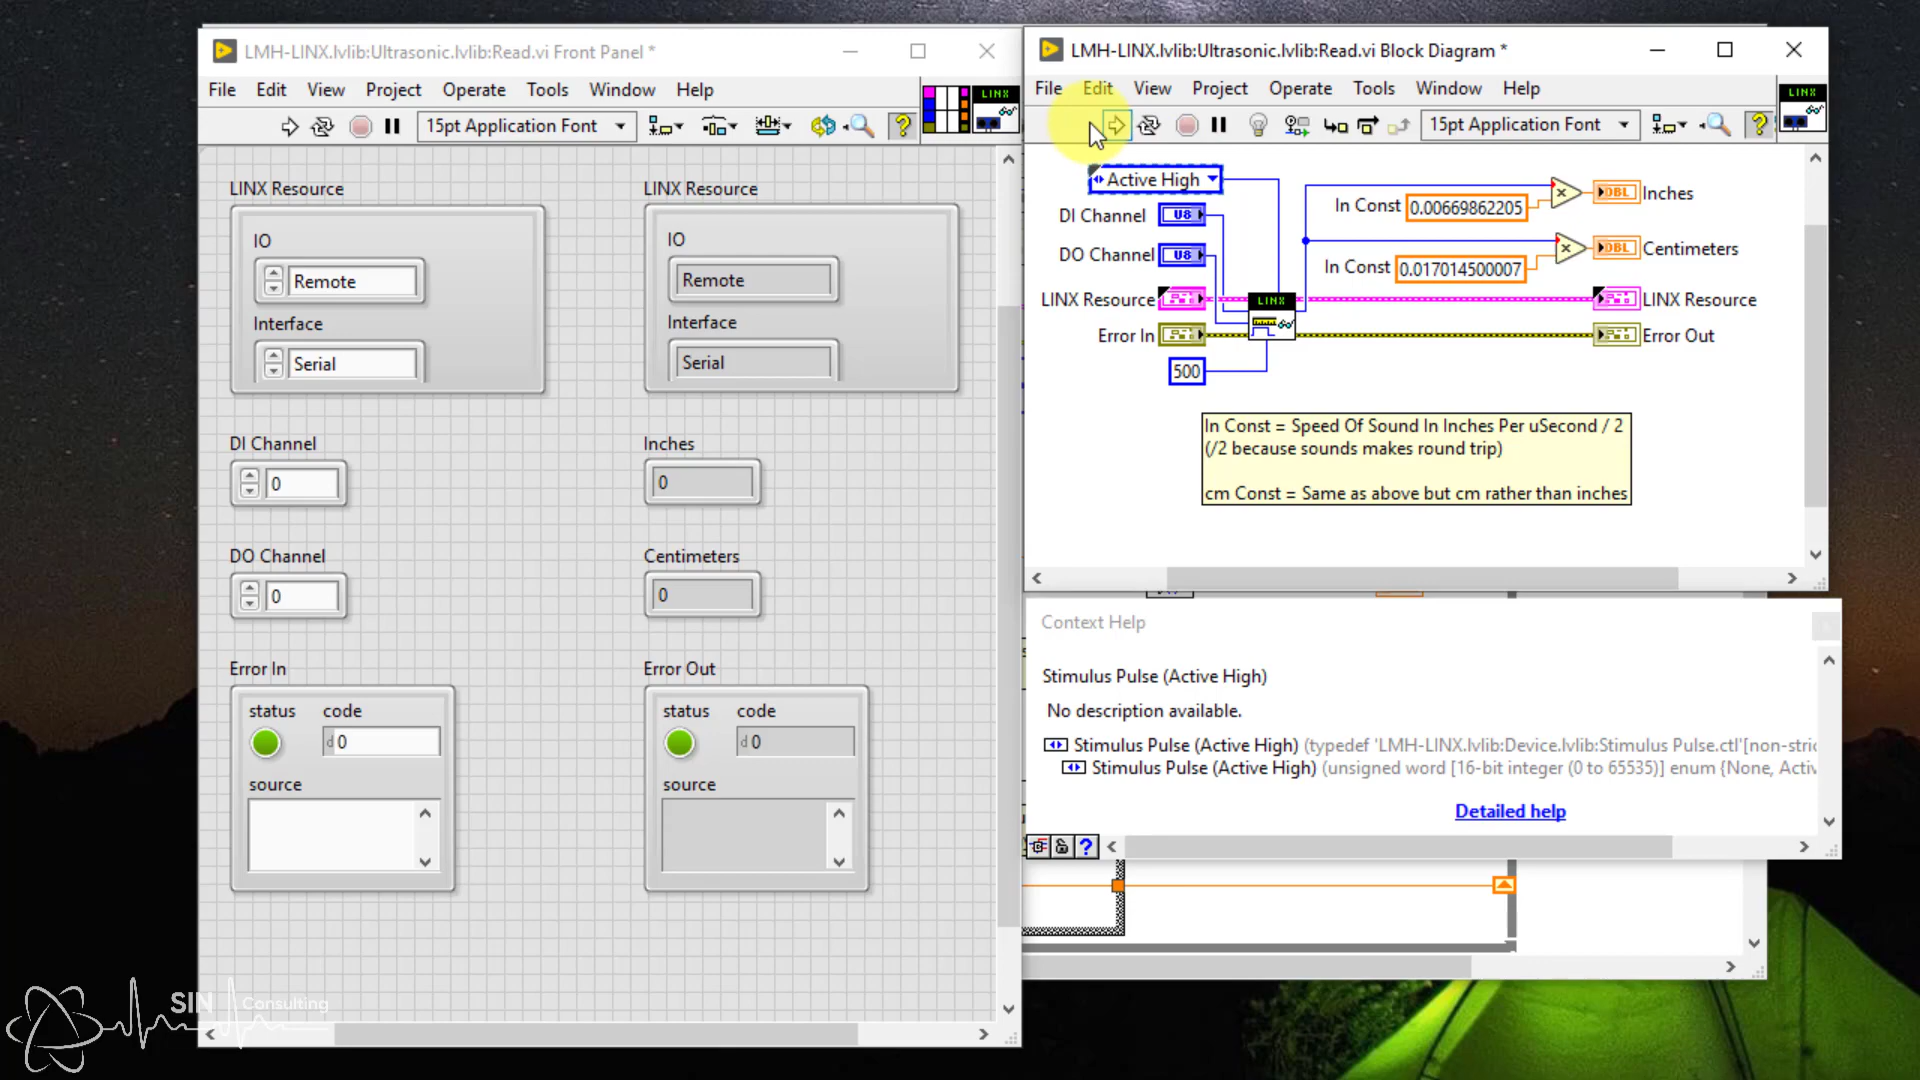 LMH-LINX.lvlib:Ultrasonic.lvlib:Read.vi Front Panel *
File Edit View Project Operate Tools Window Help
LINX
15pt Application Font
LINX Resource
IO
Remote
Interface
Serial
LINX Resource
IO
Remote
Interface
Serial
DI Channel
0
Inches
0
DO Channel
0
Centimeters
0
Error In
status code
d 0
source
Error Out
status code
d 0
source
LMH-LINX.lvlib:Ultrasonic.lvlib:Read.vi Block Diagram *
File Edit View Project Operate Tools Window Help
LINX
15pt Application Font
Active High
DI Channel U8
DO Channel U8
LINX Resource
Error In
500
LINX
In Const 0.00669862205
DBL Inches
In Const 0.017014500007
DBL Centimeters
LINX Resource
Error Out
In Const = Speed Of Sound In Inches Per uSecond / 2
(/2 because sounds makes round trip)
cm Const = Same as above but cm rather than inches
Context Help
Stimulus Pulse (Active High)
No description available.
Stimulus Pulse (Active High) (typedef 'LMH-LINX.lvlib:Device.lvlib:Stimulus Pulse.ctl'[non-stric
Stimulus Pulse (Active High) (unsigned word [16-bit integer (0 to 65535)] enum {None, Activ
Detailed help
SIN Consulting